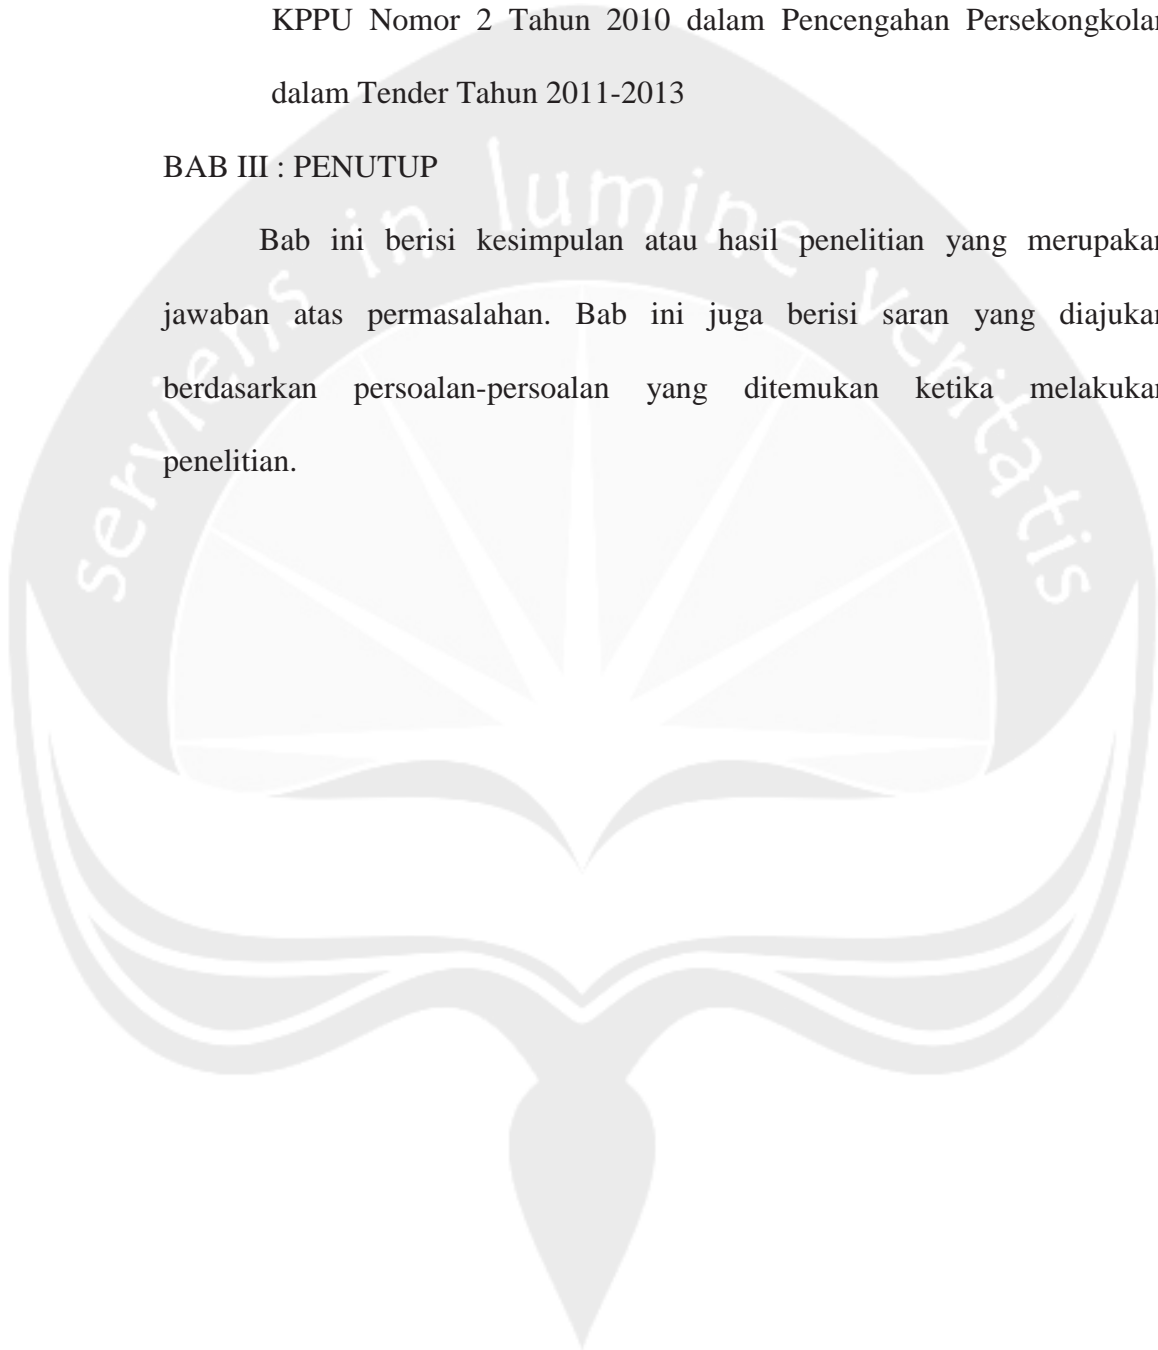 KPPU Nomor 2 Tahun 2010 dalam Pencengahan Persekongkolan
dalam Tender Tahun 2011-2013
BAB III : PENUTUP
Bab ini berisi kesimpulan atau hasil penelitian yang merupakan
jawaban atas permasalahan. Bab ini juga berisi saran yang diajukan
berdasarkan persoalan-persoalan yang ditemukan ketika melakukan
penelitian.
serviens in lumine veritatis